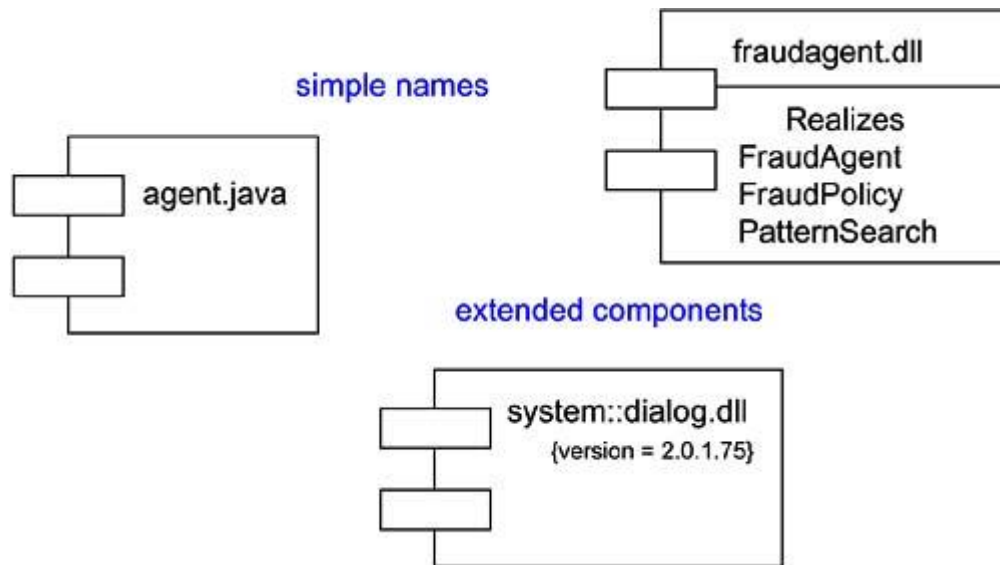 fraudagent.dll
simple names
Realizes
FraudAgent
FraudPolicy
PatternSearch
agent.java
extended components
system::dialog.dll
{version = 2.0.1.75}